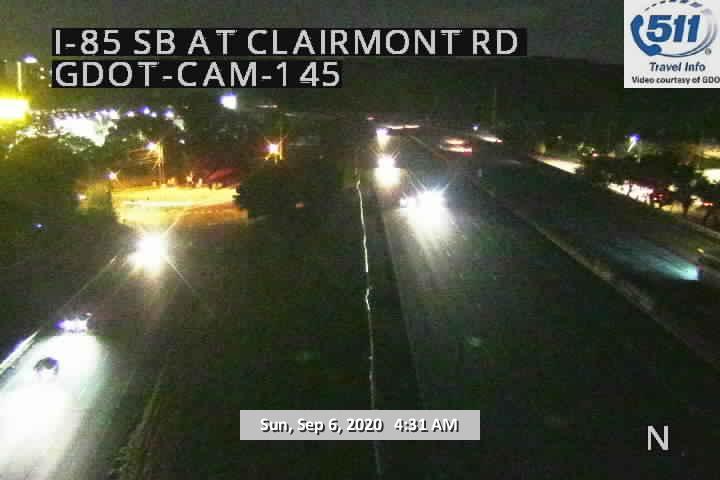 I-85 SB AT CLAIRMONT RD
GDOT-CAM-145
511
Travel Info
Video courtesy of GDO
Sun, Sep 6, 2020 4:31 AM
N